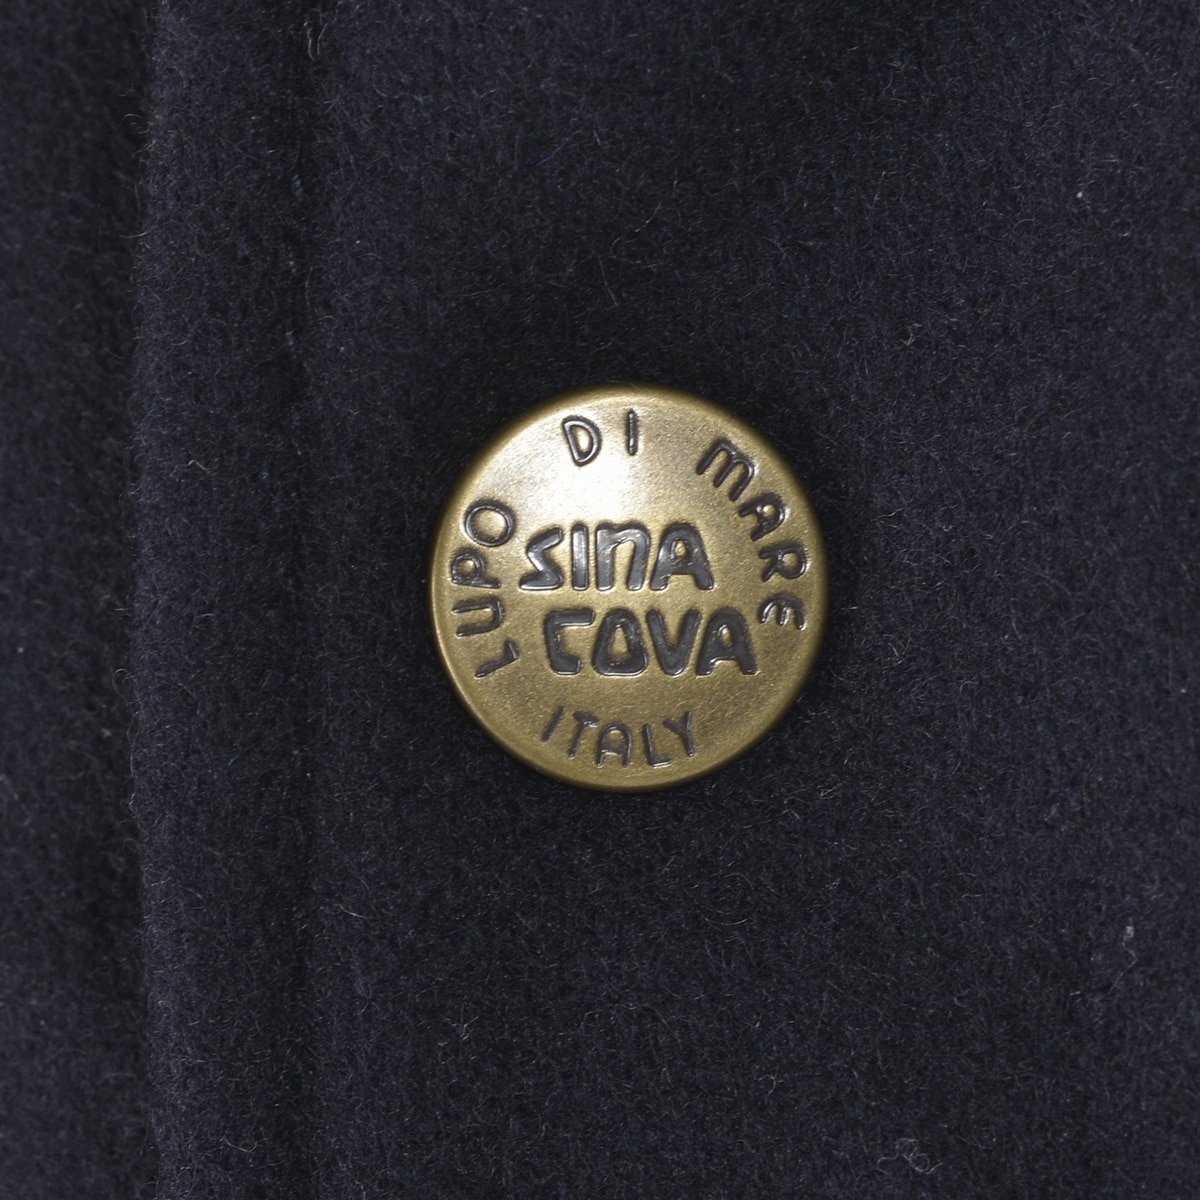 LUPO DI MARE
SINA
COVA
ITALY